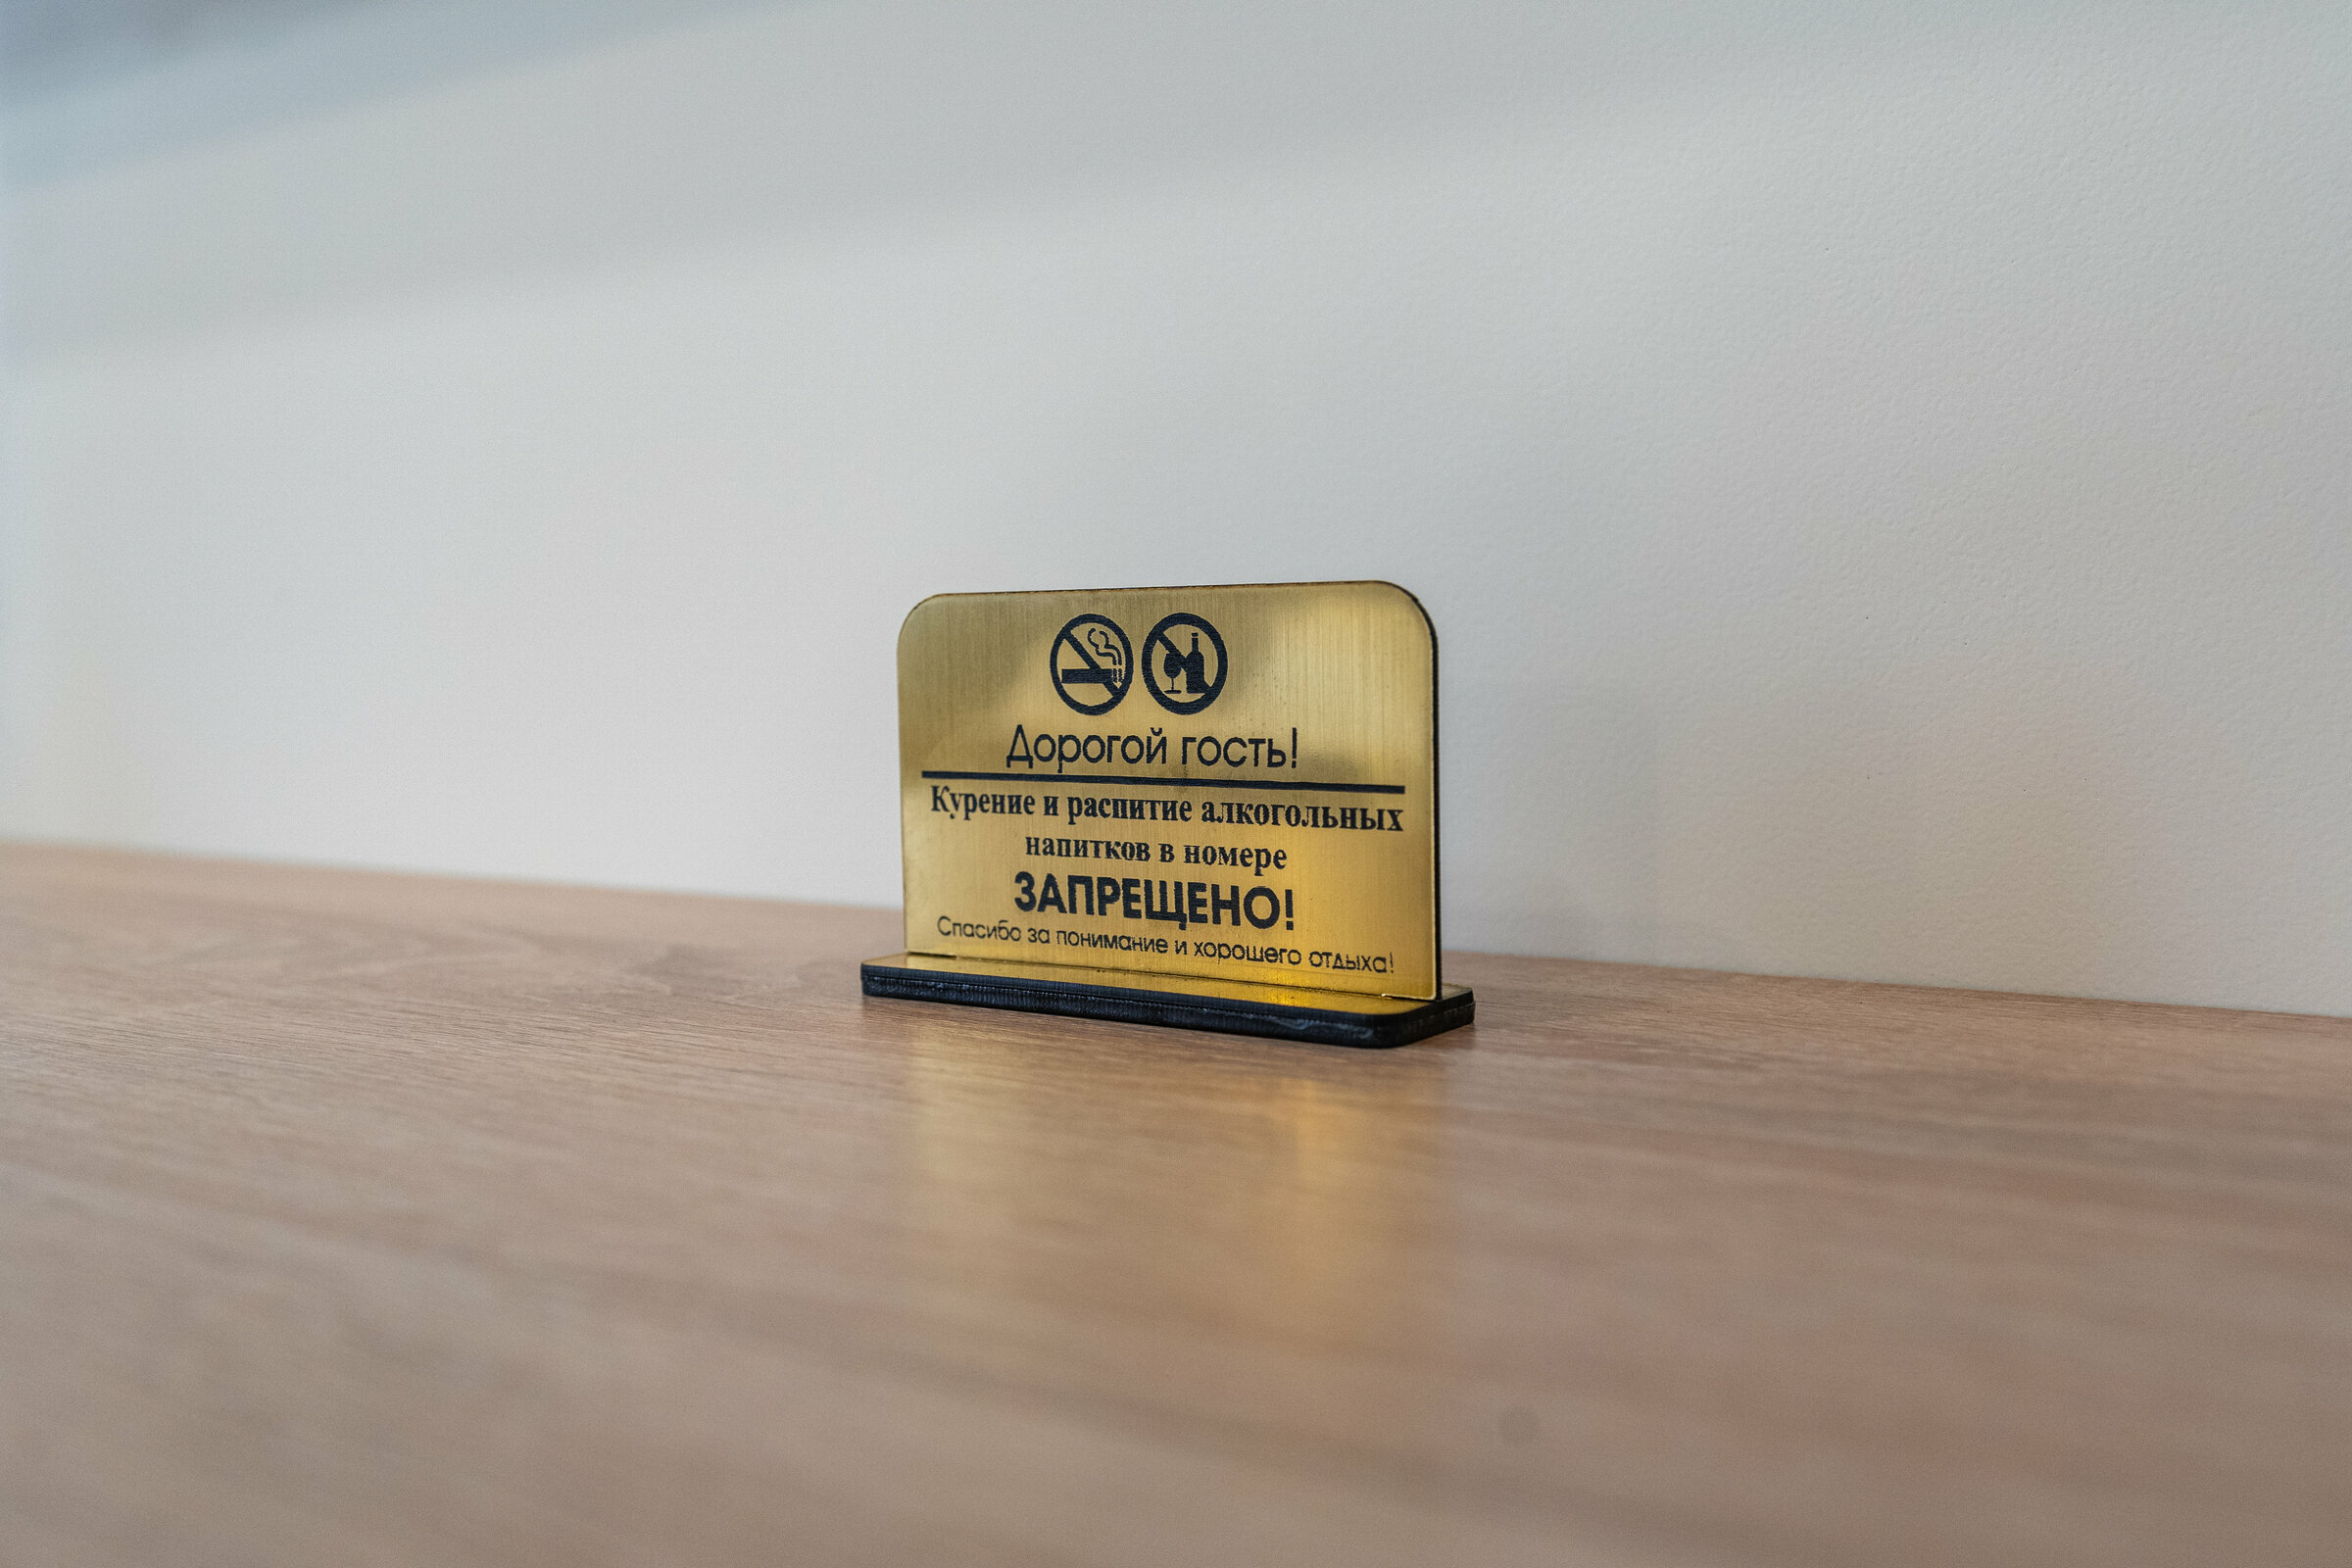 Дорогой гость!
Курение и распитие алкогольных
напитков в номере
ЗАПРЕЩЕНО!
Спасибо за понимание и хорошего отдыха!